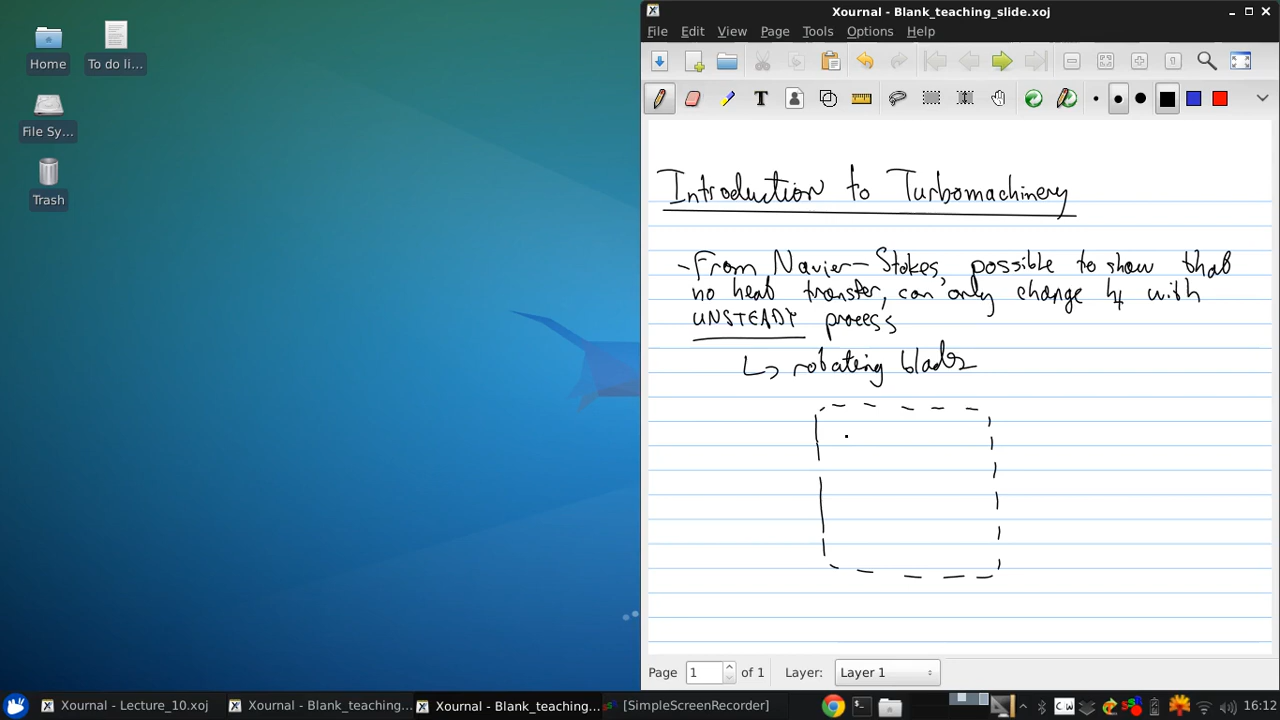 Xournal - Blank_teaching_slide.xoj
File Edit View Page Tools Options Help
Home
To do li...
File Sy...
Trash
Introduction to Turbomachinery
- From Navier-Stokes, possible to show that
no heat transfer, can only change ht with
UNSTEADY process
↳ rotating blades
Page 1 of 1 Layer: Layer 1
Xournal - Lecture_10.xoj
Xournal - Blank_teaching...
Xournal - Blank_teaching...
[SimpleScreenRecorder]
16:12